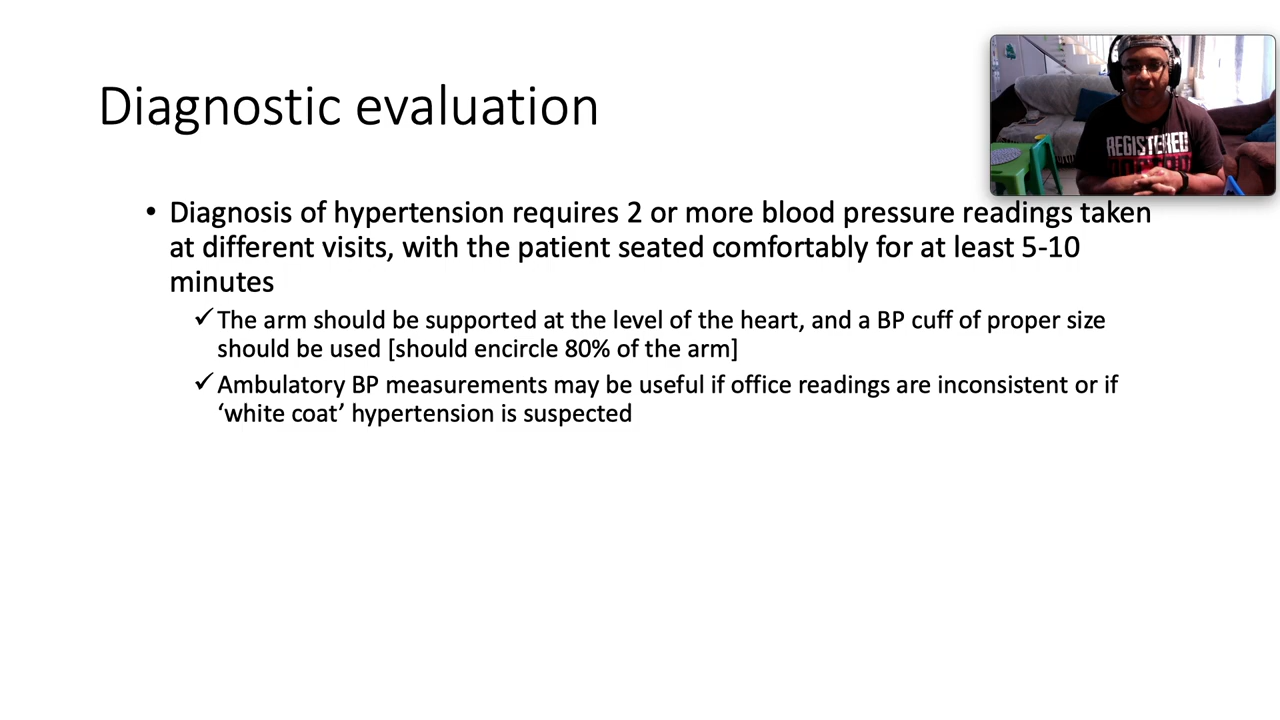 Diagnostic evaluation
REGISTERED
• Diagnosis of hypertension requires 2 or more blood pressure readings taken
at different visits, with the patient seated comfortably for at least 5-10
minutes
✓ The arm should be supported at the level of the heart, and a BP cuff of proper size
should be used [should encircle 80% of the arm]
✓ Ambulatory BP measurements may be useful if office readings are inconsistent or if
‘white coat’ hypertension is suspected